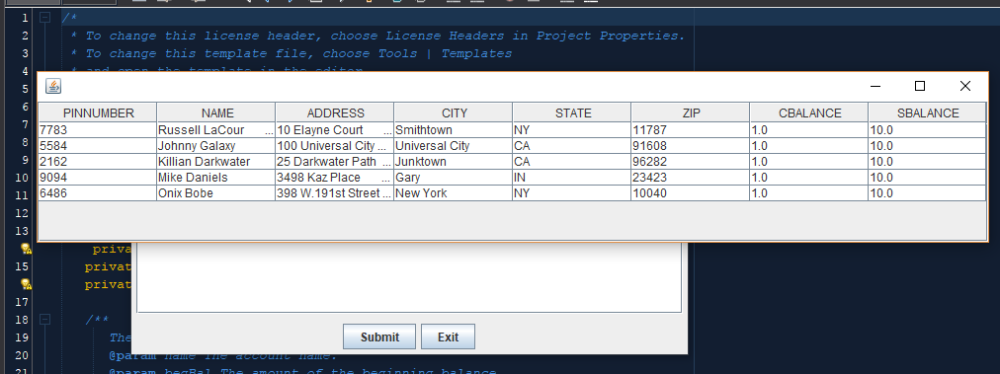 1 /*
2 * To change this license header, choose License Headers in Project Properties.
3 * To change this template file, choose Tools | Templates
4 * and open the template in the editor.
5
6 PINNUMBER NAME ADDRESS CITY STATE ZIP CBALANCE SBALANCE
7 7783 Russell LaCour ... 10 Elayne Court ... Smithtown NY 11787 1.0 10.0
8 5584 Johnny Galaxy 100 Universal City ... Universal City CA 91608 1.0 10.0
9 2162 Killian Darkwater 25 Darkwater Path ... Junktown CA 96282 1.0 10.0
10 9094 Mike Daniels 3498 Kaz Place ... Gary IN 23423 1.0 10.0
11 6486 Onix Bobe 398 W.191st Street ... New York NY 10040 1.0 10.0
12
13
priva
15 privat
privat
17
18 /**
19 The
Submit Exit
20 @param name The account name.
21 @param begBal The amount of the beginning balance